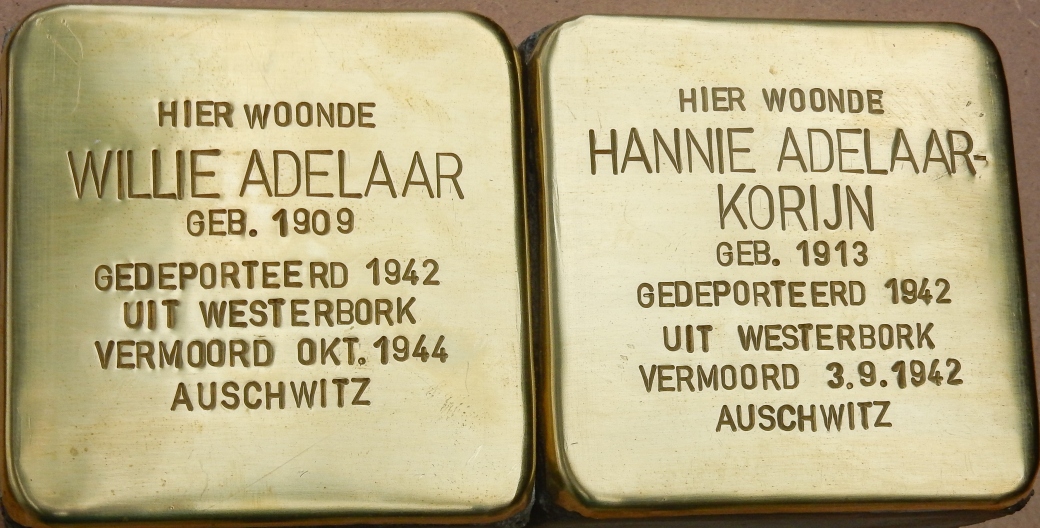 HIER WOONDE
WILLIE ADELAAR
GEB. 1909
GEDEPORTEERD 1942
UIT WESTERBORK
VERMOORD OKT. 1944
AUSCHWITZ
HIER WOONDE
HANNIE ADELAAR-
KORIJN
GEB. 1913
GEDEPORTEERD 1942
UIT WESTERBORK
VERMOORD 3.9.1942
AUSCHWITZ